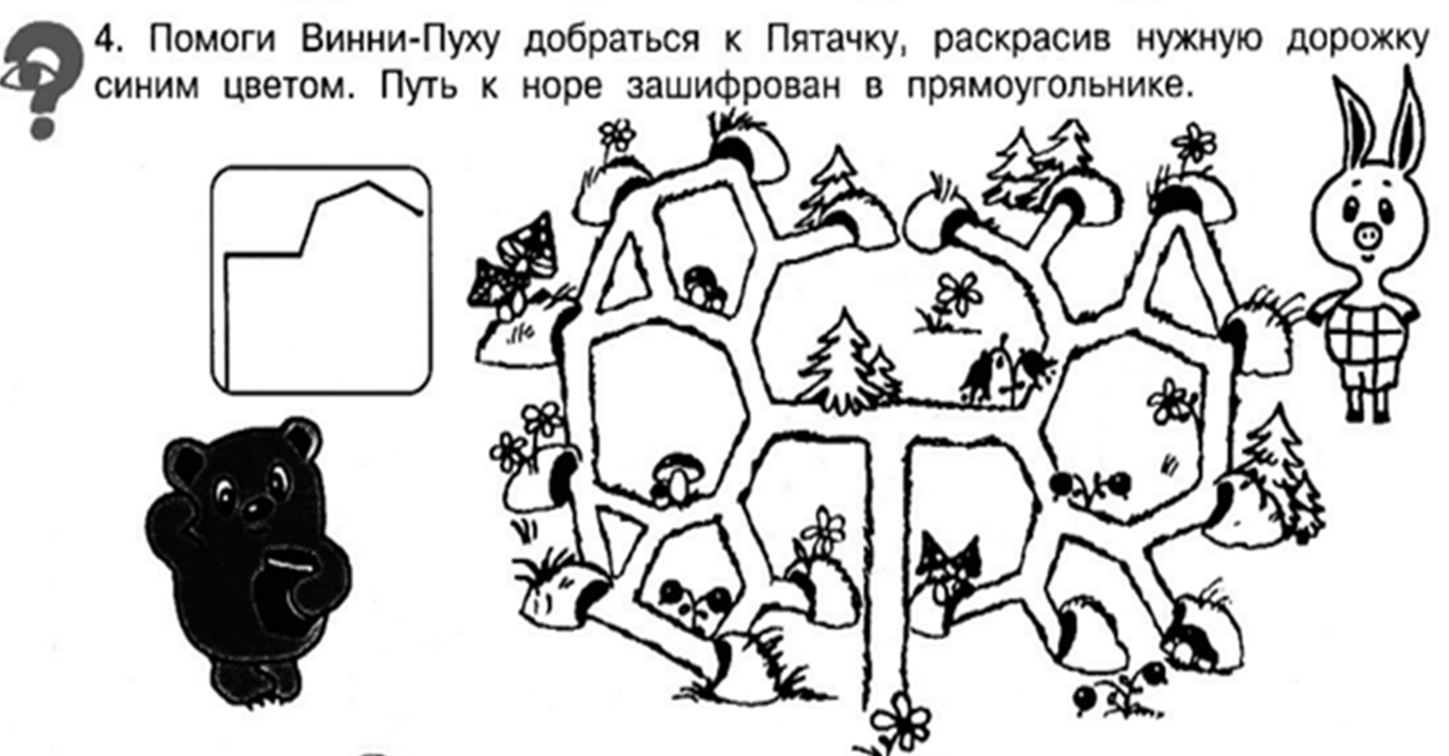 4. Помоги Винни-Пуху добраться к Пятачку, раскрасив нужную дорожку
синим цветом. Путь к норе зашифрован в прямоугольнике.